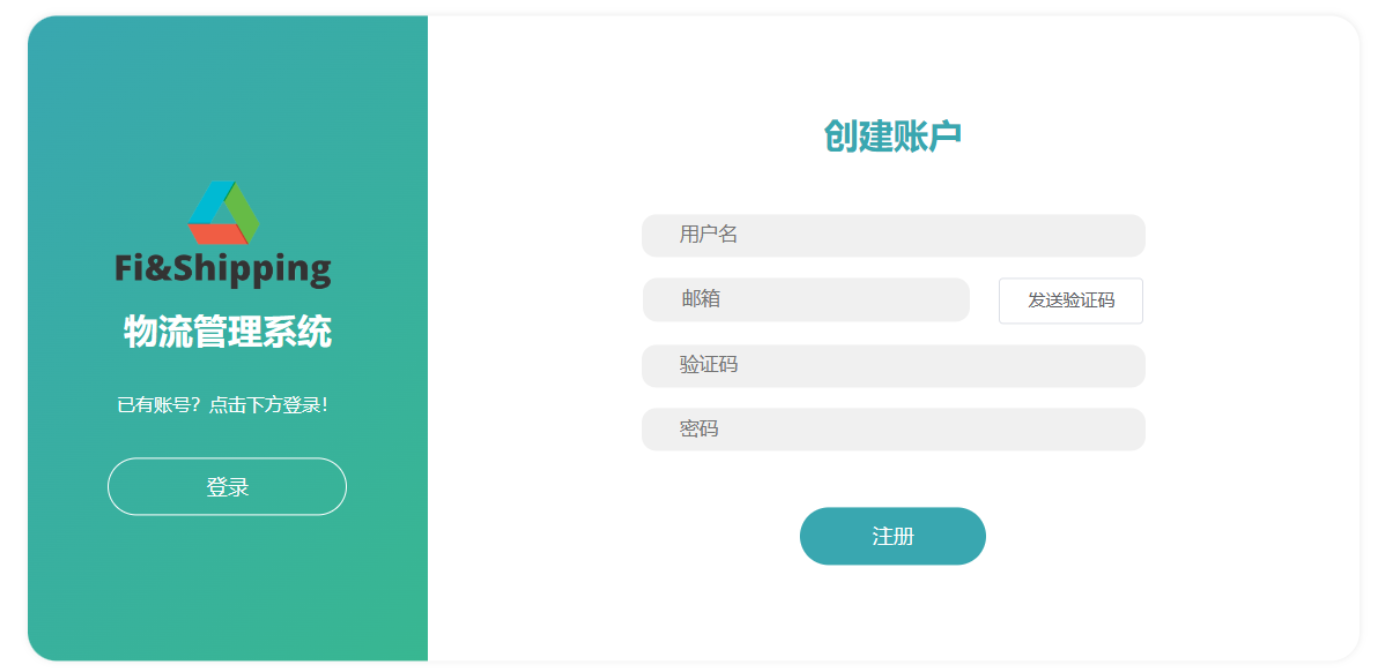 Fi&Shipping
物流管理系统
已有账号？点击下方登录！
登录
创建账户
用户名
邮箱
发送验证码
验证码
密码
注册